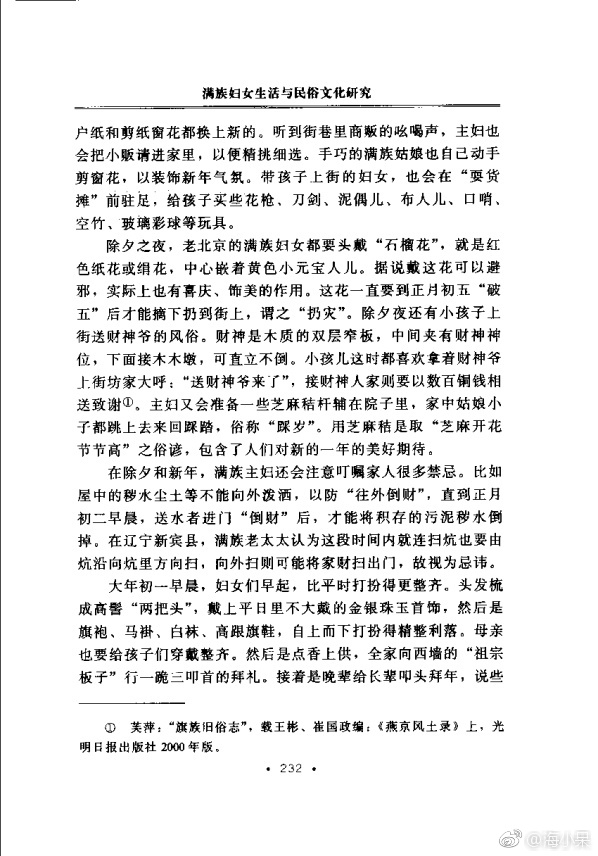 满族妇女生活与民俗文化研究
户纸和剪纸窗花都换上新的。听到街巷里商贩的吆喝声，主妇也
会把小贩请进家里，以便精挑细选。手巧的满族姑娘也自己动手
剪窗花，以装饰新年气氛。带孩子上街的妇女，也会在“耍货
摊”前驻足，给孩子买些花枪、刀剑、泥偶儿、布人儿、口哨、
空竹、玻璃彩球等玩具。
除夕之夜，老北京的满族妇女都要头戴“石榴花”，就是红
色纸花或绢花，中心嵌着黄色小元宝人儿。据说戴这花可以避
邪，实际上也有喜庆、饰美的作用。这花一直要到正月初五“破
五”后才能摘下扔到街上，谓之“扔灾”。除夕夜还有小孩子上
街送财神爷的风俗。财神是木质的双层窄板，中间夹有财神神
位，下面接木木墩，可直立不倒。小孩儿这时都喜欢拿着财神爷
上街坊家大呼：“送财神爷来了”，接财神人家则要以数百铜钱相
送致谢①。主妇又会准备一些芝麻秸杆辅在院子里，家中姑娘小
子都跳上去来回踩踏，俗称“踩岁”。用芝麻秸是取“芝麻开花
节节高”之俗谚，包含了人们对新的一年的美好期待。
在除夕和新年，满族主妇还会注意叮嘱家人很多禁忌。比如
屋中的秽水尘土等不能向外泼洒，以防“往外倒财”，直到正月
初二早晨，送水者进门“倒财”后，才能将积存的污泥秽水倒
掉。在辽宁新宾县，满族老太太认为这段时间内就连扫炕也要由
炕沿向炕里方向扫，向外扫则可能将家财扫出门，故视为忌讳。
大年初一早晨，妇女们早起，比平时打扮得更整齐。头发梳
成高髻“两把头”，戴上平日里不大戴的金银珠玉首饰，然后是
旗袍、马褂、白袜、高跟旗鞋，自上而下打扮得精整利落。母亲
也要给孩子们穿戴整齐。然后是点香上供，全家向西墙的“祖宗
板子”行一跪三叩首的拜礼。接着是晚辈给长辈叩头拜年，说些
① 芙萍：“旗族旧俗志”，载王彬、崔国政编：《燕京风土录》上，光
明日报出版社 2000 年版。
· 232 ·
@海小杲